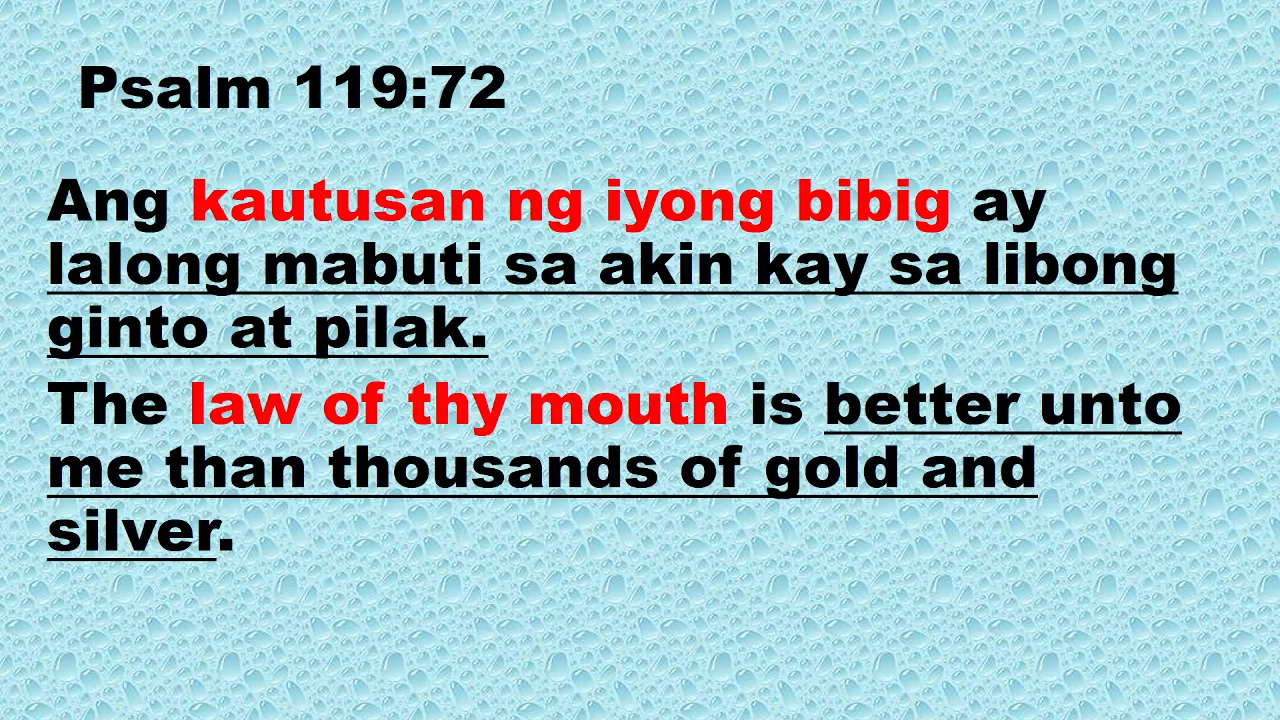 Psalm 119:72
Ang kautusan ng iyong bibig ay
lalong mabuti sa akin kay sa libong
ginto at pilak.
The law of thy mouth is better unto
me than thousands of gold and
silver.